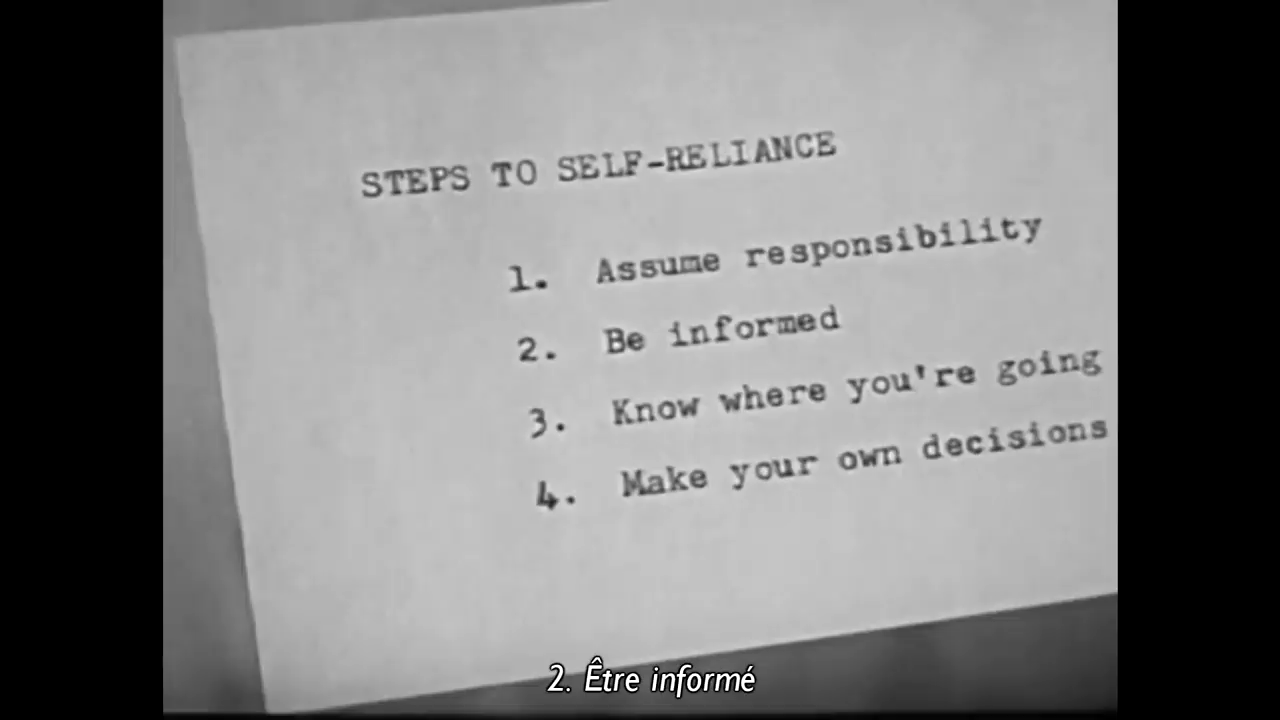 STEPS TO SELF-RELIANCE
1. Assume responsibility
2. Be informed
3. Know where you're going
4. Make your own decisions
2. Être informé